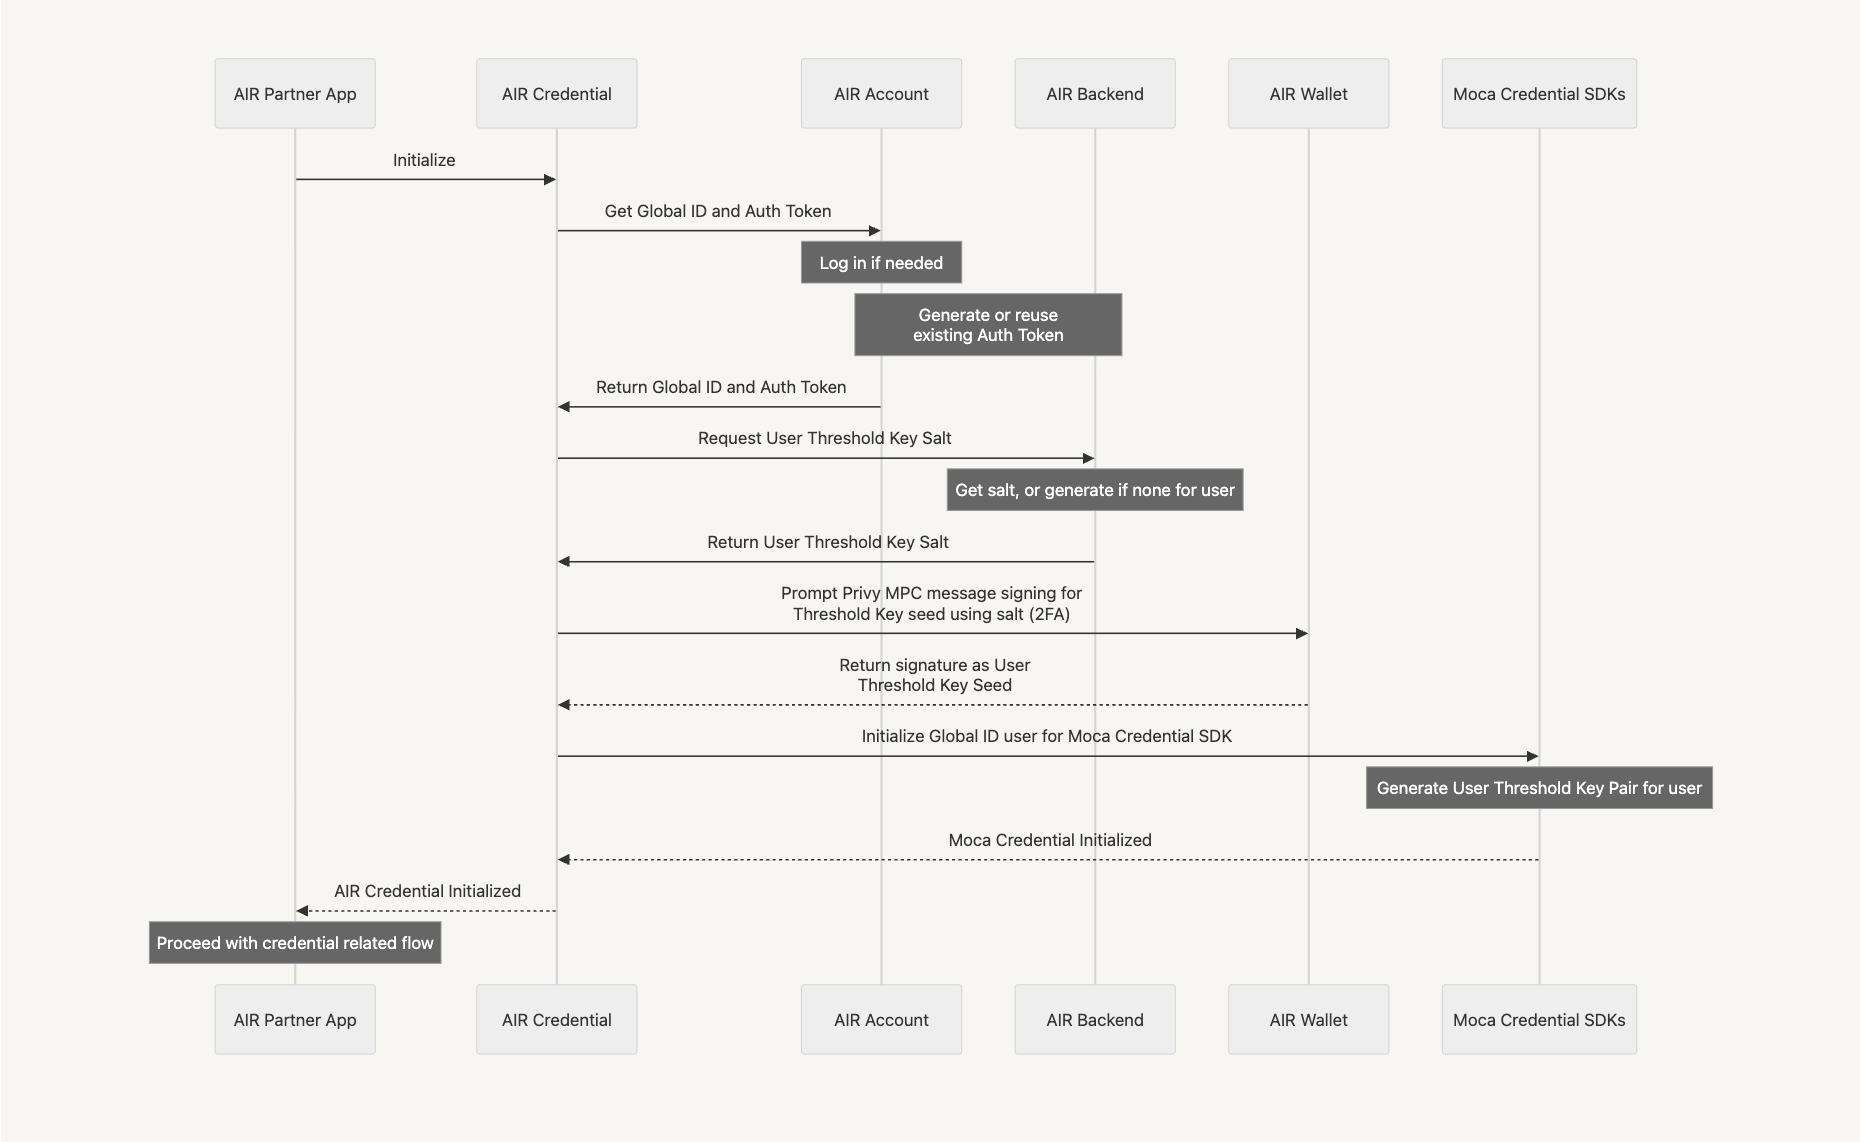 AIR Partner App
AIR Credential
AIR Account
AIR Backend
AIR Wallet
Moca Credential SDKs
Initialize
Get Global ID and Auth Token
Log in if needed
Generate or reuse
existing Auth Token
Return Global ID and Auth Token
Request User Threshold Key Salt
Get salt, or generate if none for user
Return User Threshold Key Salt
Prompt Privy MPC message signing for
Threshold Key seed using salt (2FA)
Return signature as User
Threshold Key Seed
Initialize Global ID user for Moca Credential SDK
Generate User Threshold Key Pair for user
Moca Credential Initialized
AIR Credential Initialized
Proceed with credential related flow
AIR Partner App
AIR Credential
AIR Account
AIR Backend
AIR Wallet
Moca Credential SDKs